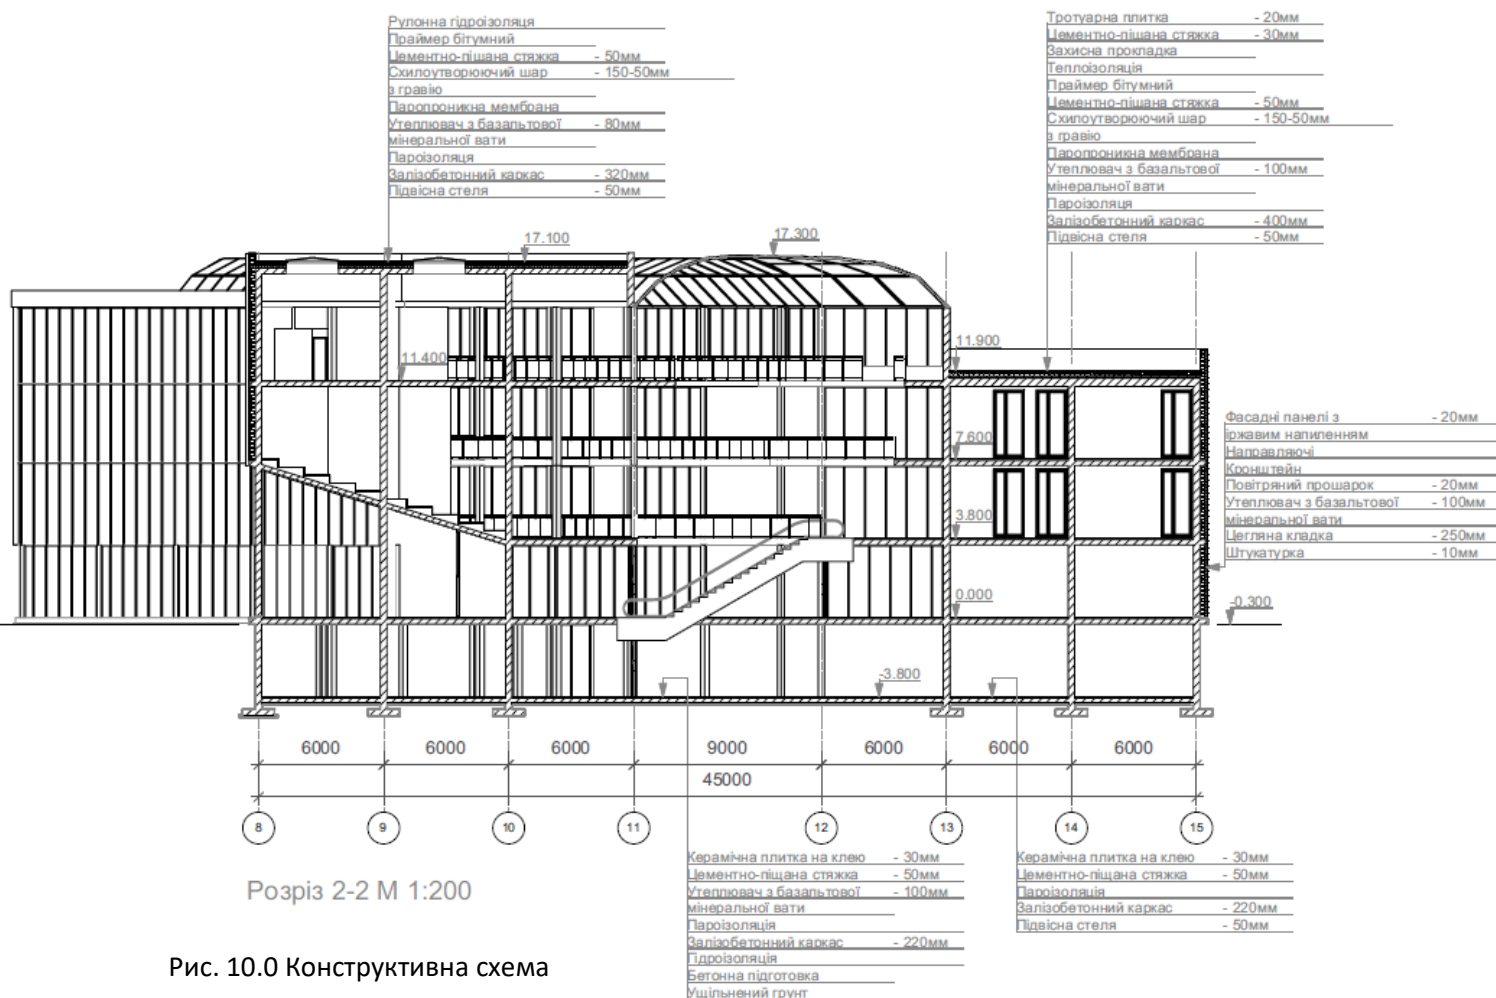 Рулонна гідроізоляція
Праймер бітумний
Цементно-піщана стяжка - 50мм
Схилоутворюючий шар - 150-50мм
з гравію
Паропроникна мембрана
Утеплювач з базальтової - 80мм
мінеральної вати
Пароізоляця
Залізобетонний каркас - 320мм
Підвісна стеля - 50мм
Тротуарна плитка - 20мм
Цементно-піщана стяжка - 30мм
Захисна прокладка
Теплоізоляція
Праймер бітумний
Цементно-піщана стяжка - 50мм
Схилоутворюючий шар - 150-50мм
з гравію
Паропроникна мембрана
Утеплювач з базальтової - 100мм
мінеральної вати
Пароізоляця
Залізобетонний каркас - 400мм
Підвісна стеля - 50мм
17.100
17.300
11.400
11.900
7.600
3.800
0.000
-0.300
-3.800
Фасадні панелі з - 20мм
іржавим напиленням
Направляючі
Кронштейн
Повітряний прошарок - 20мм
Утеплювач з базальтової - 100мм
мінеральної вати
Цегляна кладка - 250мм
Штукатурка - 10мм
6000 6000 6000 9000 6000 6000 6000
45000
8 9 10 11 12 13 14 15
Керамічна плитка на клею - 30мм
Цементно-піщана стяжка - 50мм
Утеплювач з базальтової - 100мм
мінеральної вати
Пароізоляція
Залізобетонний каркас - 220мм
Гідроізоляція
Бетонна підготовка
Ущільнений грунт
Керамічна плитка на клею - 30мм
Цементно-піщана стяжка - 50мм
Пароізоляція
Залізобетонний каркас - 220мм
Підвісна стеля - 50мм
Розріз 2-2 М 1:200
Рис. 10.0 Конструктивна схема